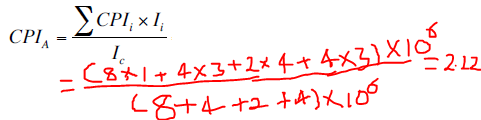 CPI_A = ∑ CPI_i × I_i / I_c
= (8×1 + 4×3 + 2×4 + 4×3) × 10^6 / (8+4+2+4) × 10^6 = 2.22